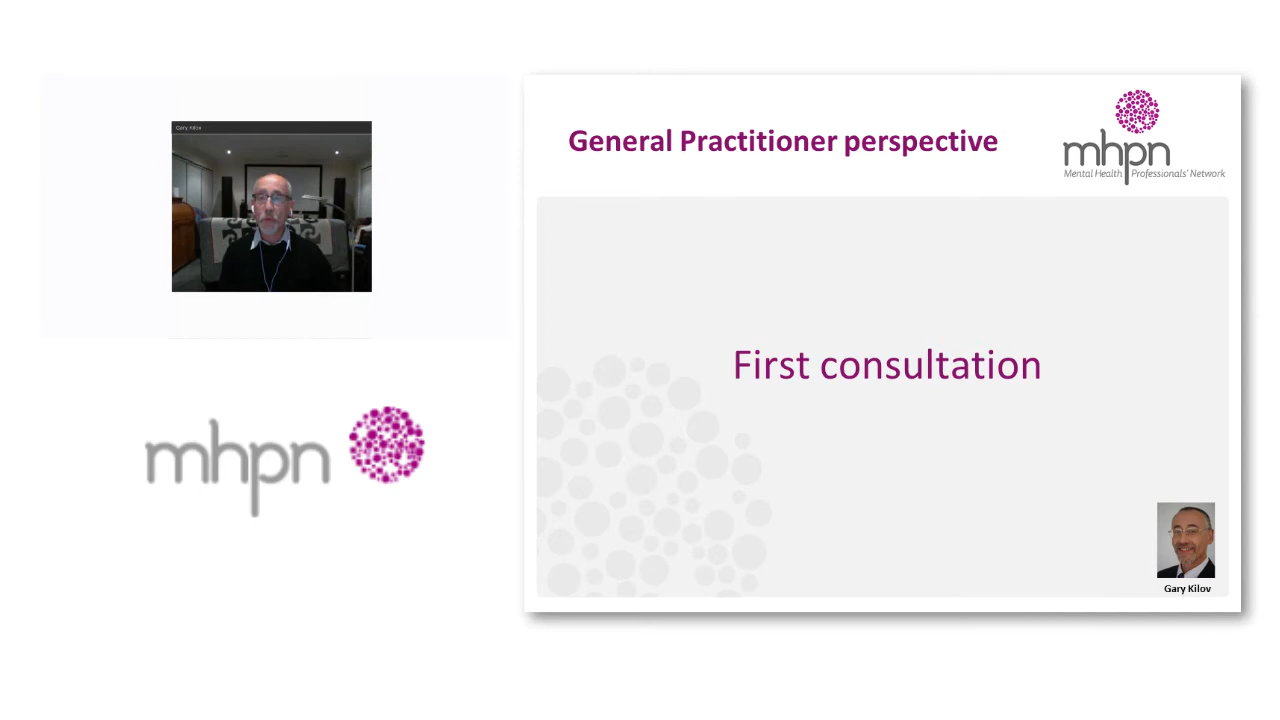 Gary Kilov
General Practitioner perspective
mhpn
Mental Health Professionals' Network
First consultation
mhpn
Gary Kilov